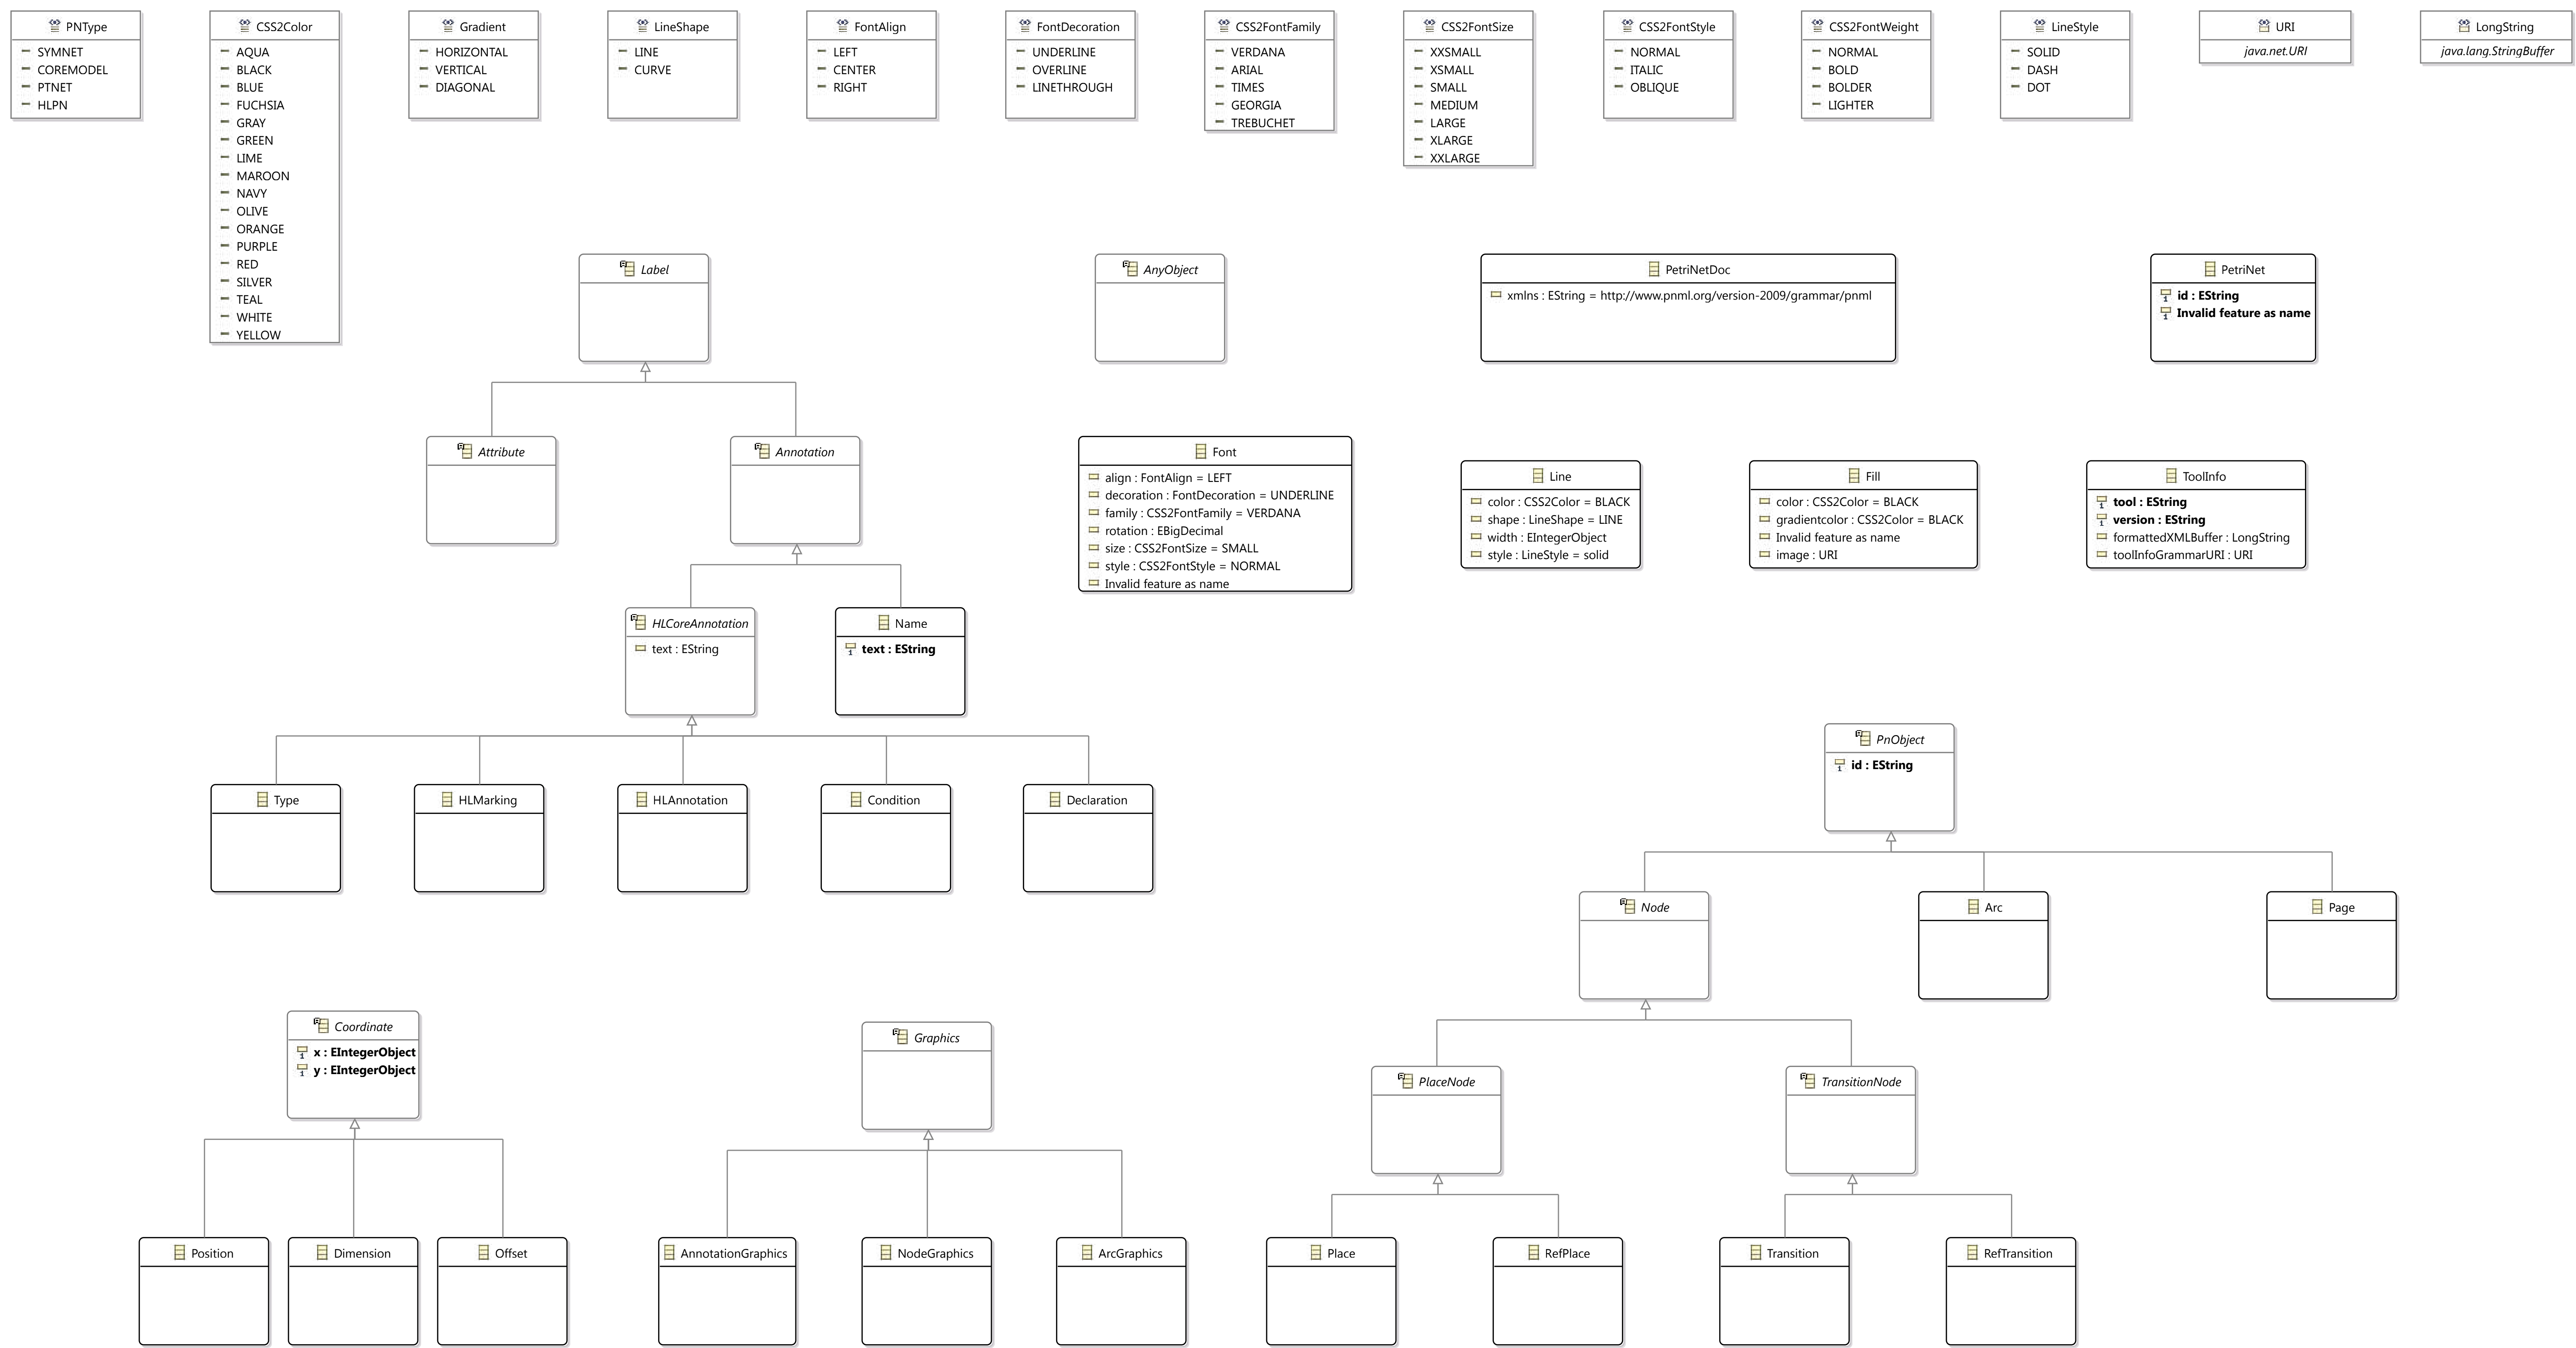 PNType
SYMNET
COREMODEL
PTNET
HLPN
CSS2Color
AQUA
BLACK
BLUE
FUCHSIA
GRAY
GREEN
LIME
MAROON
NAVY
OLIVE
ORANGE
PURPLE
RED
SILVER
TEAL
WHITE
YELLOW
Gradient
HORIZONTAL
VERTICAL
DIAGONAL
LineShape
LINE
CURVE
FontAlign
LEFT
CENTER
RIGHT
FontDecoration
UNDERLINE
OVERLINE
LINETHROUGH
CSS2FontFamily
VERDANA
ARIAL
TIMES
GEORGIA
TREBUCHET
CSS2FontSize
XXSMALL
XSMALL
SMALL
MEDIUM
LARGE
XLARGE
XXLARGE
CSS2FontStyle
NORMAL
ITALIC
OBLIQUE
CSS2FontWeight
NORMAL
BOLD
BOLDER
LIGHTER
LineStyle
SOLID
DASH
DOT
URI
java.net.URI
LongString
java.lang.StringBuffer
Label
AnyObject
PetriNetDoc
xmlns : EString = http://www.pnml.org/version-2009/grammar/pnml
PetriNet
id : EString
Invalid feature as name
Attribute
Annotation
Font
align : FontAlign = LEFT
decoration : FontDecoration = UNDERLINE
family : CSS2FontFamily = VERDANA
rotation : EBigDecimal
size : CSS2FontSize = SMALL
style : CSS2FontStyle = NORMAL
Invalid feature as name
Line
color : CSS2Color = BLACK
shape : LineShape = LINE
width : EIntegerObject
style : LineStyle = solid
Fill
color : CSS2Color = BLACK
gradientcolor : CSS2Color = BLACK
Invalid feature as name
image : URI
ToolInfo
tool : EString
version : EString
formattedXMLBuffer : LongString
toolInfoGrammarURI : URI
HLCoreAnnotation
text : EString
Name
text : EString
PnObject
id : EString
Type
HLMarking
HLAnnotation
Condition
Declaration
Node
Arc
Page
Coordinate
x : EIntegerObject
y : EIntegerObject
Graphics
PlaceNode
TransitionNode
Position
Dimension
Offset
AnnotationGraphics
NodeGraphics
ArcGraphics
Place
RefPlace
Transition
RefTransition